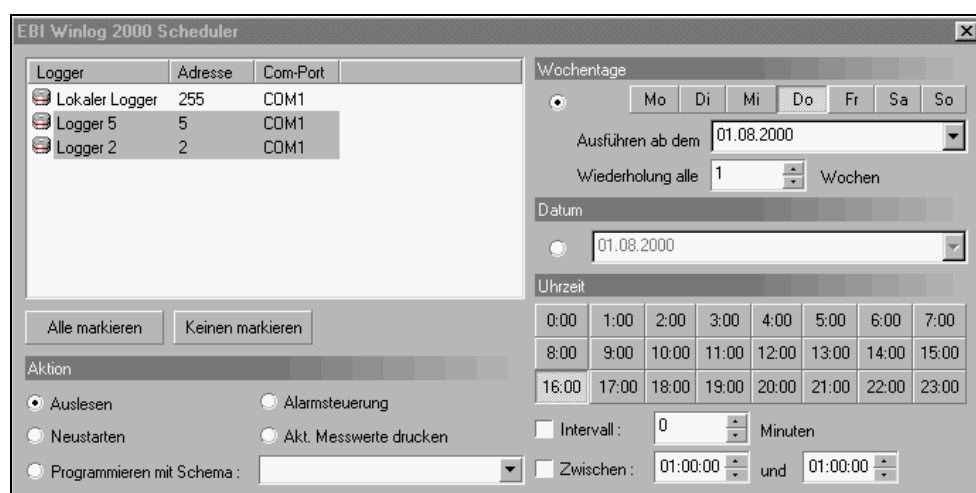 EBI Winlog 2000 Scheduler
Logger Adresse Com-Port
Lokaler Logger 255 COM1
Logger 5 5 COM1
Logger 2 2 COM1
Alle markieren Keinen markieren
Aktion
Auslesen Alarmsteuerung
Neustarten Akt. Messwerte drucken
Programmieren mit Schema :
Wochentage
Mo Di Mi Do Fr Sa So
Ausführen ab dem 01.08.2000
Wiederholung alle 1 Wochen
Datum
01.08.2000
Uhrzeit
0:00 1:00 2:00 3:00 4:00 5:00 6:00 7:00
8:00 9:00 10:00 11:00 12:00 13:00 14:00 15:00
16:00 17:00 18:00 19:00 20:00 21:00 22:00 23:00
Intervall : 0 Minuten
Zwischen : 01:00:00 und 01:00:00